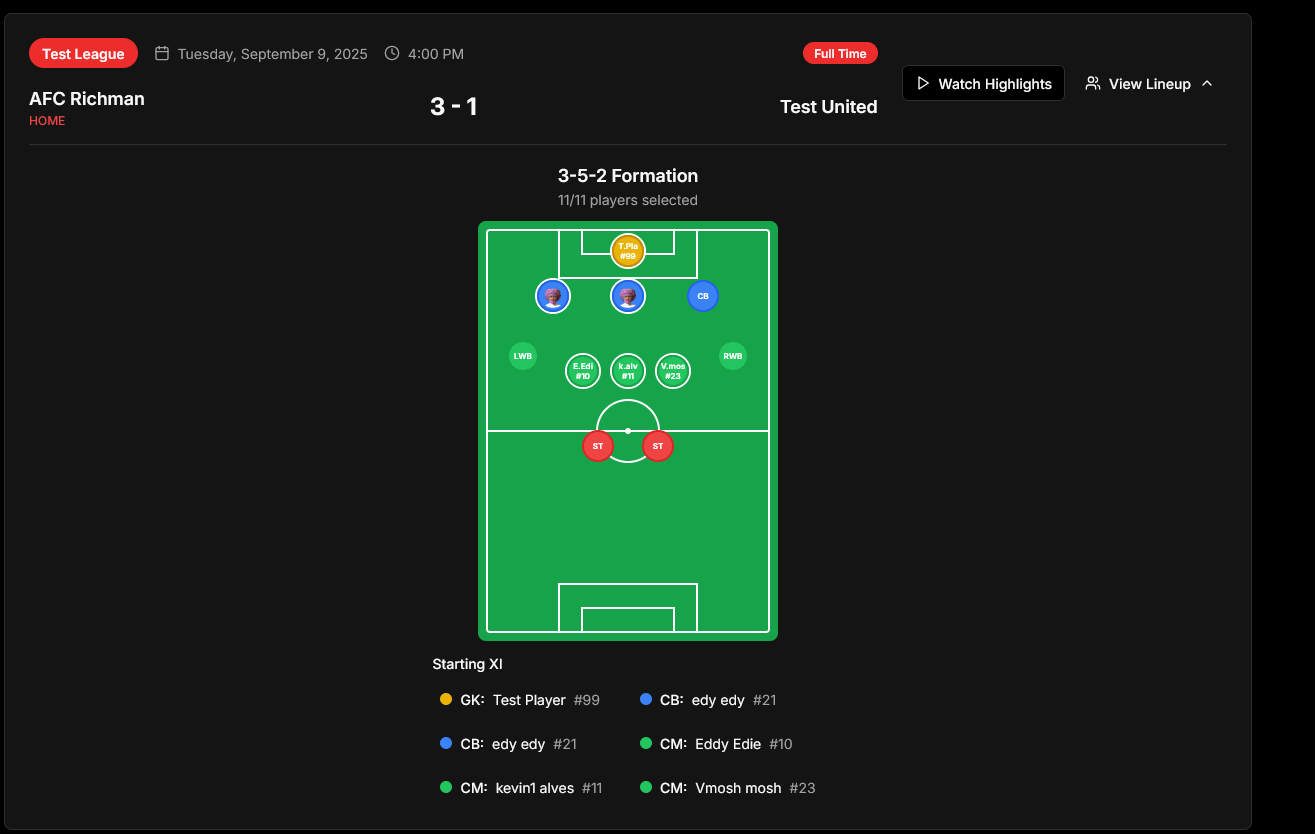 Test League Tuesday, September 9, 2025 4:00 PM Full Time
AFC Richman
HOME
3 - 1
Test United
Watch Highlights View Lineup
3-5-2 Formation
11/11 players selected
T.Pla
#99
CB
LWB
E.Edi
#10
k.alv
#11
V.mos
#23
RWB
ST ST
Starting XI
GK: Test Player #99 CB: edy edy #21
CB: edy edy #21 CM: Eddy Edie #10
CM: kevin1 alves #11 CM: Vmosh mosh #23